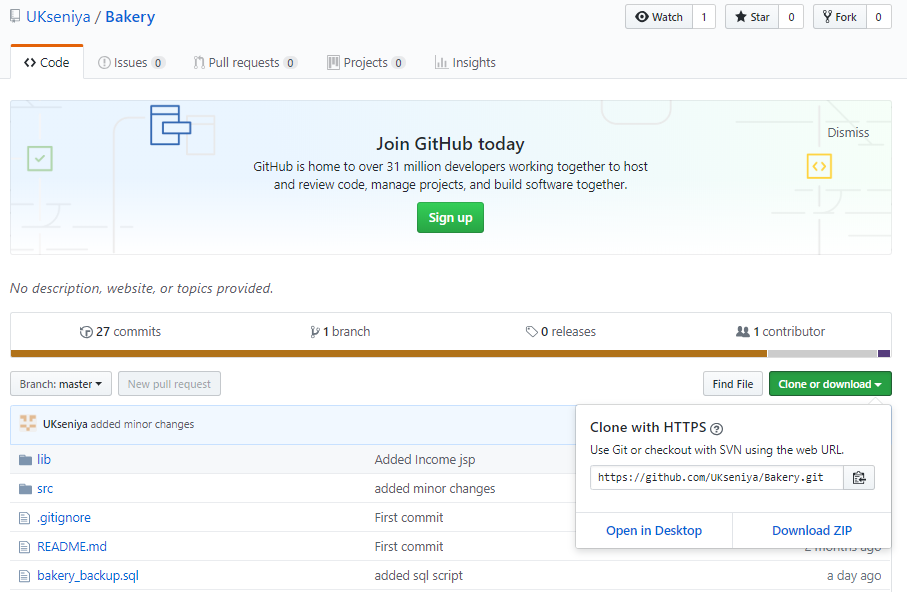 UKseniya / Bakery
Watch 1 Star 0 Fork 0
Code Issues 0 Pull requests 0 Projects 0 Insights
Dismiss
Join GitHub today
GitHub is home to over 31 million developers working together to host
and review code, manage projects, and build software together.
Sign up
No description, website, or topics provided.
27 commits 1 branch 0 releases 1 contributor
Branch: master New pull request Find File Clone or download
UKseniya added minor changes
Clone with HTTPS ?
Use Git or checkout with SVN using the web URL.
https://github.com/UKseniya/Bakery.git
Open in Desktop Download ZIP
lib Added Income jsp
src added minor changes
.gitignore First commit
README.md First commit 2 months ago
bakery_backup.sql added sql script a day ago